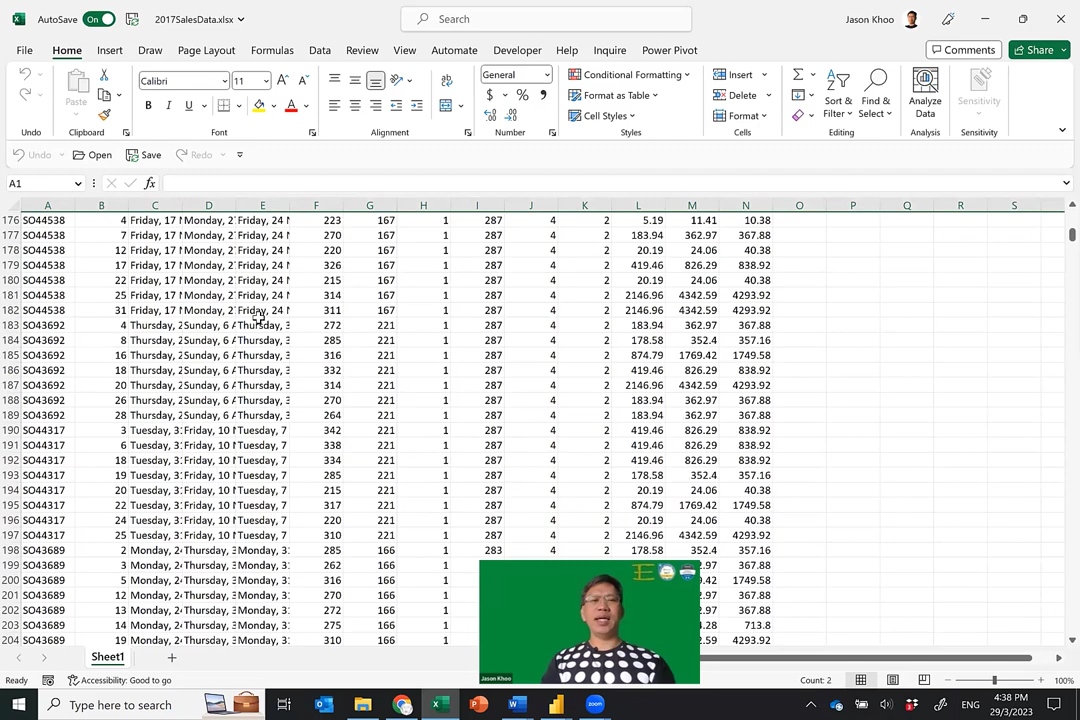 AutoSave On 2017SalesData.xlsx Search Jason Khoo
File Home Insert Draw Page Layout Formulas Data Review View Automate Developer Help Inquire Power Pivot Comments Share
Paste Calibri 11 General Conditional Formatting Insert
B I U A $ % Format as Table Delete Sort & Find & Analyze Sensitivity
Cell Styles Format Filter Select Data
Undo Clipboard Font Alignment Number Styles Cells Editing Analysis Sensitivity
Undo Open Save Redo
A1 fx
A B C D E F G H I J K L M N O P Q R S
176 SO44538 4 Friday, 17 Monday, 2 Friday, 24 223 167 1 287 4 2 5.19 11.41 10.38
177 SO44538 7 Friday, 17 Monday, 2 Friday, 24 270 167 1 287 4 2 183.94 362.97 367.88
178 SO44538 12 Friday, 17 Monday, 2 Friday, 24 220 167 1 287 4 2 20.19 24.06 40.38
179 SO44538 17 Friday, 17 Monday, 2 Friday, 24 326 167 1 287 4 2 419.46 826.29 838.92
180 SO44538 22 Friday, 17 Monday, 2 Friday, 24 215 167 1 287 4 2 20.19 24.06 40.38
181 SO44538 25 Friday, 17 Monday, 2 Friday, 24 314 167 1 287 4 2 2146.96 4342.59 4293.92
182 SO44538 31 Friday, 17 Monday, 2 Friday, 24 311 167 1 287 4 2 2146.96 4342.59 4293.92
183 SO43692 4 Thursday, 2 Sunday, 6 A Thursday, 3 272 221 1 287 4 2 183.94 362.97 367.88
184 SO43692 8 Thursday, 2 Sunday, 6 A Thursday, 3 285 221 1 287 4 2 178.58 352.4 357.16
185 SO43692 16 Thursday, 2 Sunday, 6 A Thursday, 3 316 221 1 287 4 2 874.79 1769.42 1749.58
186 SO43692 18 Thursday, 2 Sunday, 6 A Thursday, 3 332 221 1 287 4 2 419.46 826.29 838.92
187 SO43692 20 Thursday, 2 Sunday, 6 A Thursday, 3 314 221 1 287 4 2 2146.96 4342.59 4293.92
188 SO43692 26 Thursday, 2 Sunday, 6 A Thursday, 3 270 221 1 287 4 2 183.94 362.97 367.88
189 SO43692 28 Thursday, 2 Sunday, 6 A Thursday, 3 264 221 1 287 4 2 183.94 362.97 367.88
190 SO44317 3 Tuesday, 3 Friday, 10 Tuesday, 7 342 221 1 287 4 2 419.46 826.29 838.92
191 SO44317 6 Tuesday, 3 Friday, 10 Tuesday, 7 338 221 1 287 4 2 419.46 826.29 838.92
192 SO44317 18 Tuesday, 3 Friday, 10 Tuesday, 7 334 221 1 287 4 2 419.46 826.29 838.92
193 SO44317 19 Tuesday, 3 Friday, 10 Tuesday, 7 285 221 1 287 4 2 178.58 352.4 357.16
194 SO44317 20 Tuesday, 3 Friday, 10 Tuesday, 7 215 221 1 287 4 2 20.19 24.06 40.38
195 SO44317 22 Tuesday, 3 Friday, 10 Tuesday, 7 317 221 1 287 4 2 874.79 1769.42 1749.58
196 SO44317 24 Tuesday, 3 Friday, 10 Tuesday, 7 220 221 1 287 4 2 20.19 24.06 40.38
197 SO44317 25 Tuesday, 3 Friday, 10 Tuesday, 7 310 221 1 287 4 2 2146.96 4342.59 4293.92
198 SO43689 2 Monday, 2 Thursday, 3 Monday, 3 285 166 1 283 4 2 178.58 352.4 357.16
199 SO43689 3 Monday, 2 Thursday, 3 Monday, 3 262 166 1 .97 367.88
200 SO43689 5 Monday, 2 Thursday, 3 Monday, 3 316 166 1 .42 1749.58
201 SO43689 12 Monday, 2 Thursday, 3 Monday, 3 270 166 1 .97 367.88
202 SO43689 13 Monday, 2 Thursday, 3 Monday, 3 272 166 1 .97 367.88
203 SO43689 14 Monday, 2 Thursday, 3 Monday, 3 275 166 1 .28 713.8
204 SO43689 19 Monday, 2 Thursday, 3 Monday, 3 310 166 1 .59 4293.92
Jason Khoo
Sheet1
Ready Accessibility: Good to go Count: 2 100%
Type here to search ENG 4:38 PM
29/3/2023